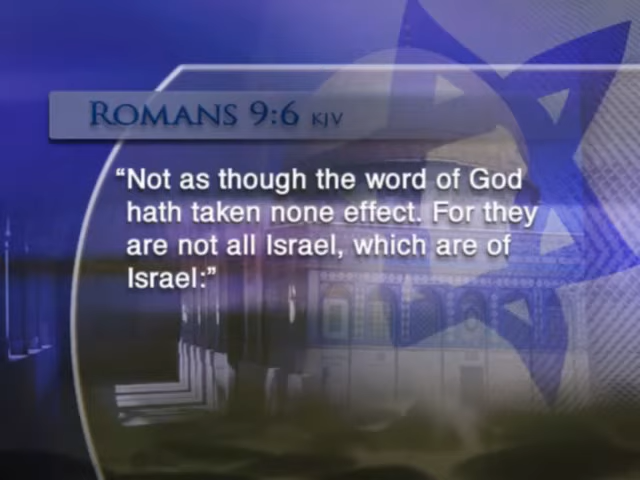 ROMANS 9:6 KJV
“Not as though the word of God
hath taken none effect. For they
are not all Israel, which are of
Israel:”